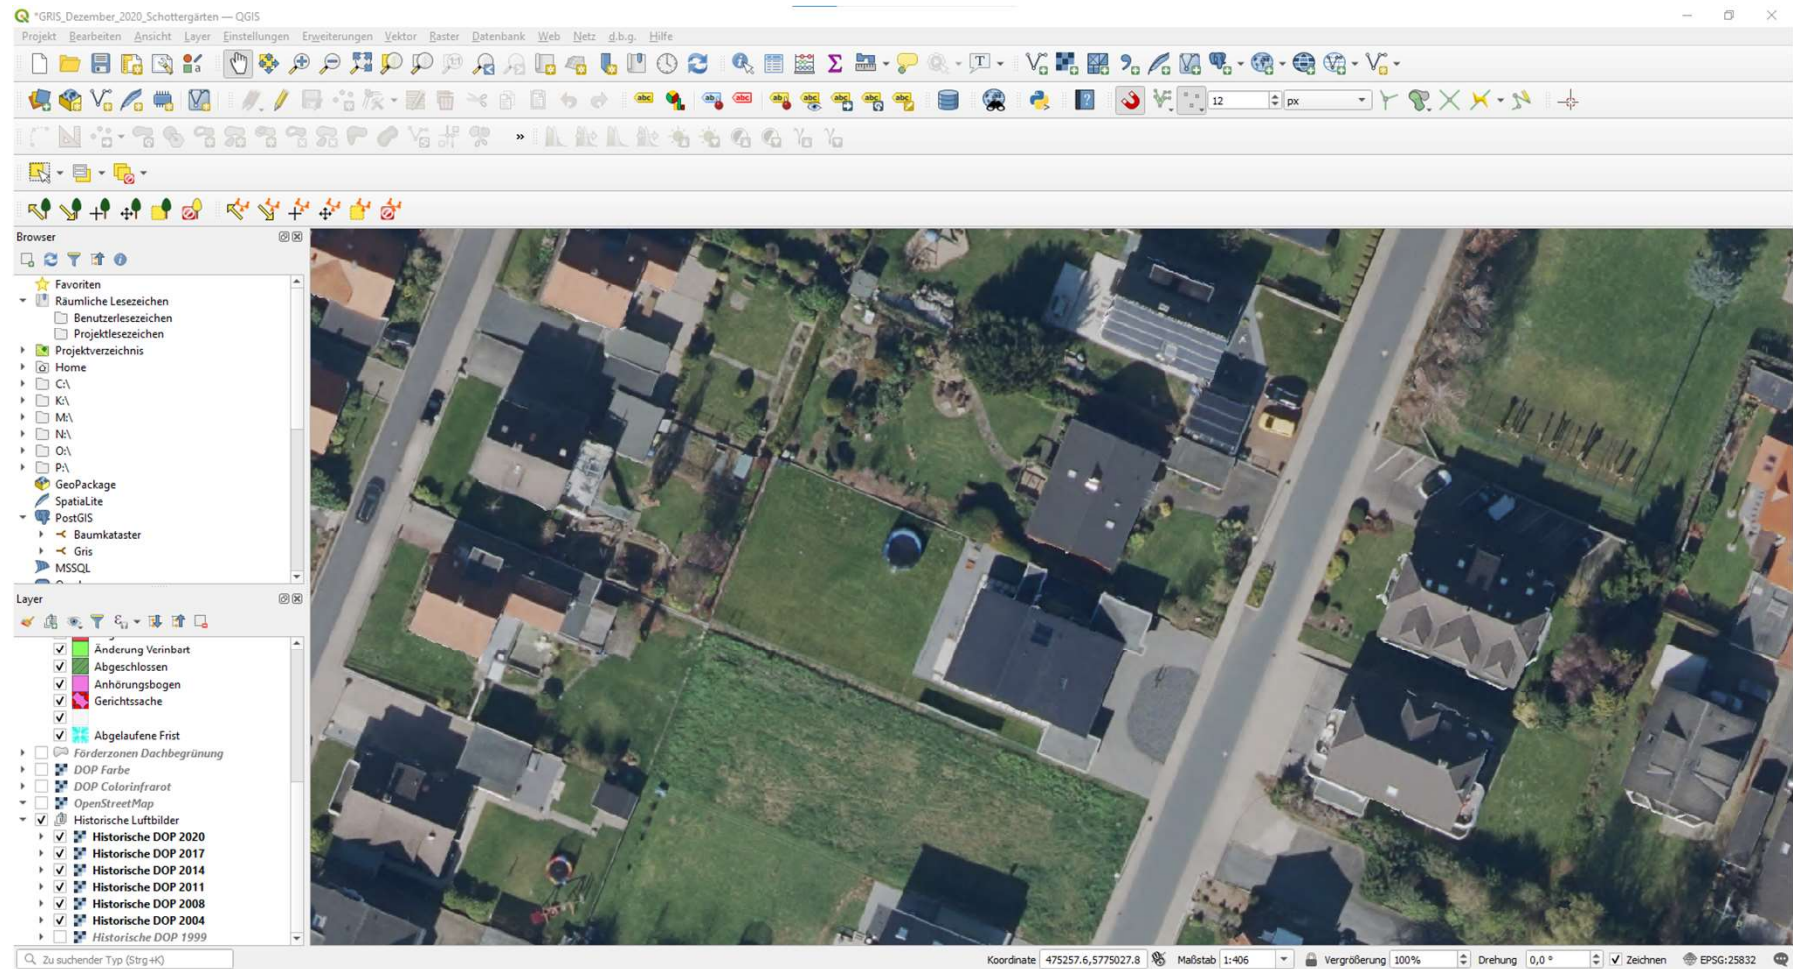 *GRIS_Dezember_2020_Schottergärten — QGIS
Projekt Bearbeiten Ansicht Layer Einstellungen Erweiterungen Vektor Raster Datenbank Web Netz d.b.g. Hilfe
12 px
Browser
Favoriten
Räumliche Lesezeichen
Benutzerlesezeichen
Projektlesezeichen
Projektverzeichnis
Home
C:\
K:\
M:\
N:\
O:\
P:\
GeoPackage
SpatiaLite
PostGIS
Baumkataster
Gris
MSSQL
Layer
Änderung Verinbart
Abgeschlossen
Anhörungsbogen
Gerichtssache
Abgelaufene Frist
Förderzonen Dachbegrünung
DOP Farbe
DOP Colorinfrarot
OpenStreetMap
Historische Luftbilder
Historische DOP 2020
Historische DOP 2017
Historische DOP 2014
Historische DOP 2011
Historische DOP 2008
Historische DOP 2004
Historische DOP 1999
Zu suchender Typ (Strg+K) Koordinate 475257.6,5775027.8 Maßstab 1:406 Vergrößerung 100% Drehung 0,0 ° Zeichnen EPSG:25832